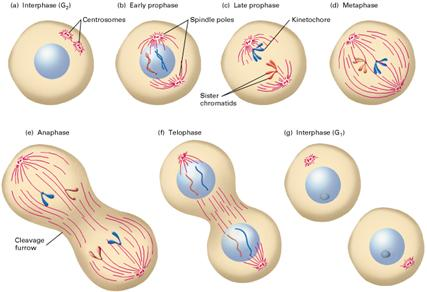 (a) Interphase (G₂)
(b) Early prophase
(c) Late prophase
(d) Metaphase
Centrosomes
Spindle poles
Kinetochore
Sister
chromatids
(e) Anaphase
(f) Telophase
(g) Interphase (G₁)
Cleavage
furrow